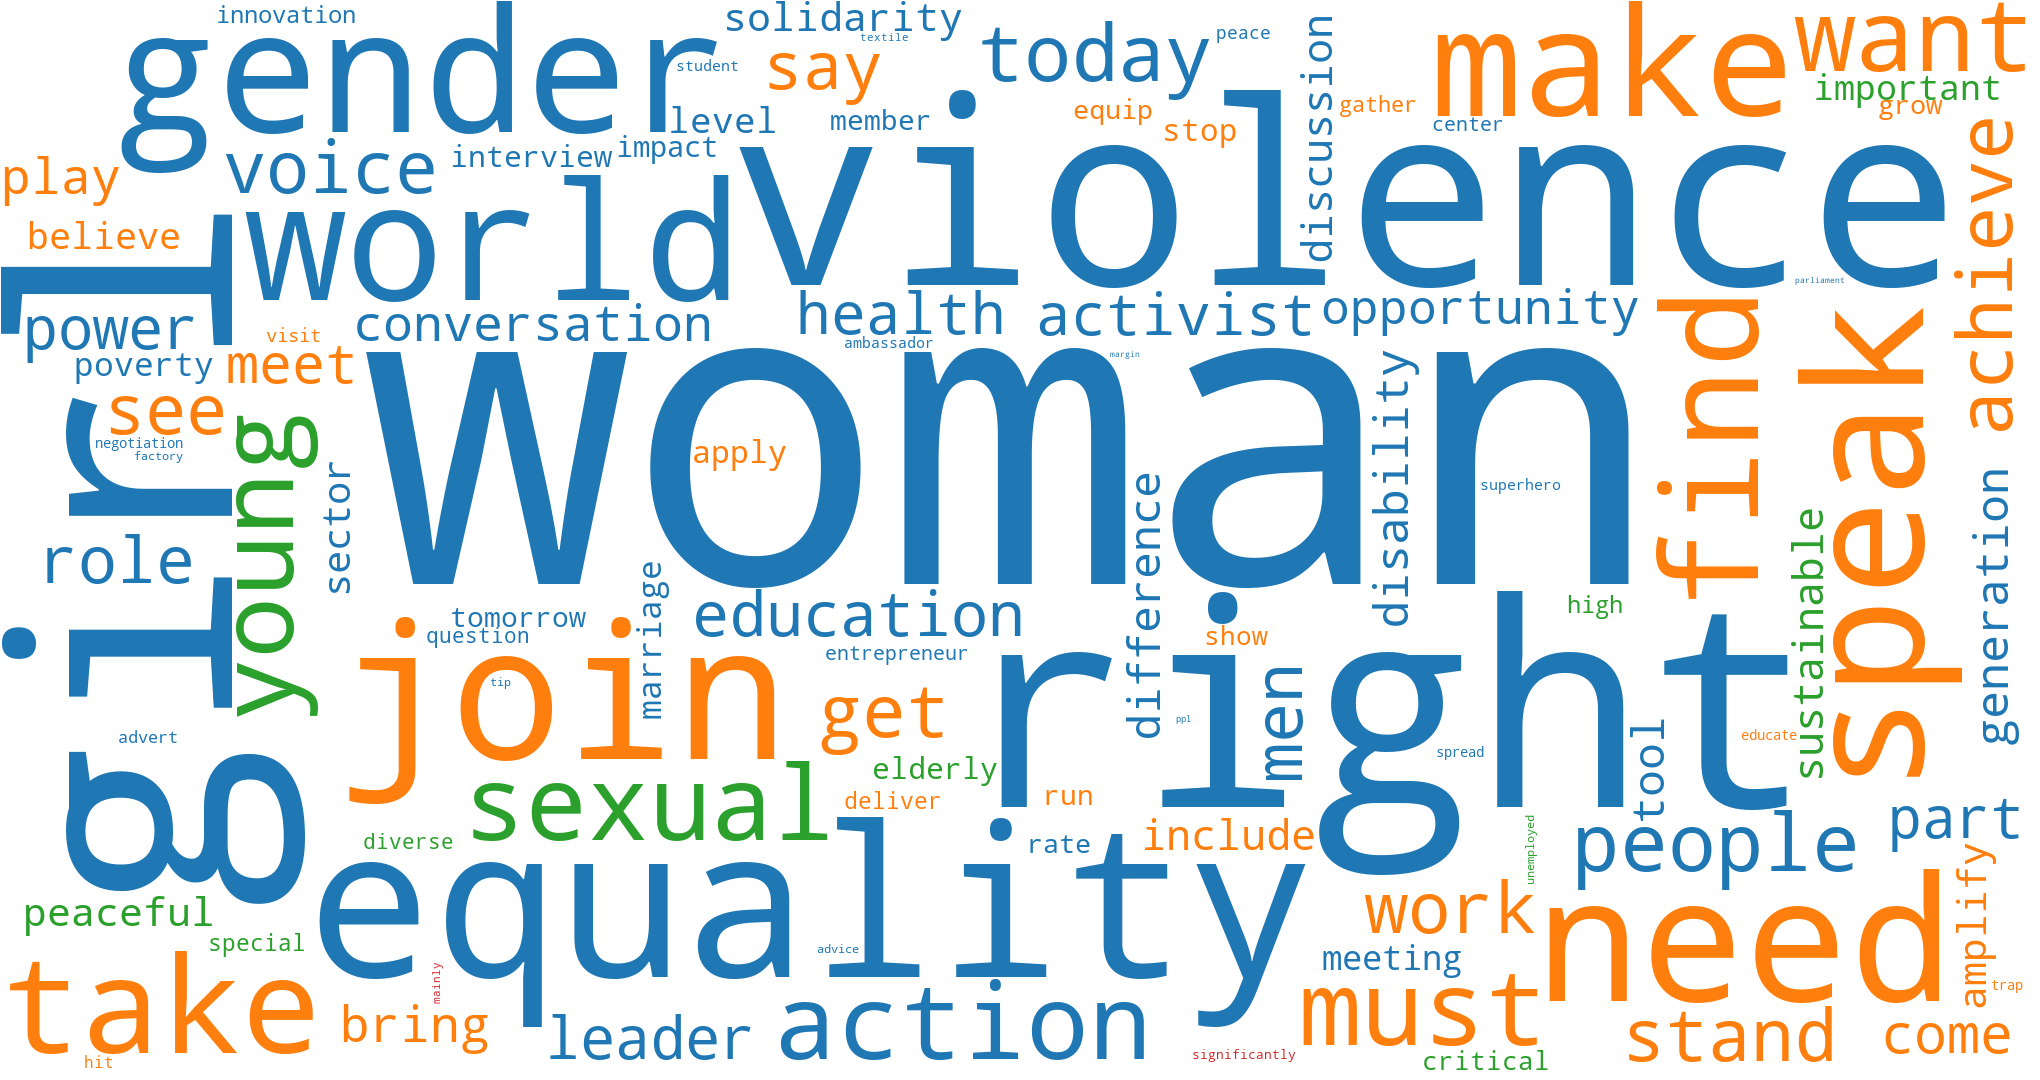 innovation
gender
solidarity
textile
say
student
today
peace
discussion
make
want
important
grow
level
member
equip
stop
gather
center
voice
interview
impact
play
believe
world
violence
achieve
parliament
girl
power
conversation
health
activist
opportunity
visit
poverty
meet
ambassador
margin
woman
find
speak
see
negotiation
factory
young
apply
disability
superhero
sector
role
difference
generation
sustainable
marriage
tomorrow
question
education
high
show
entrepreneur
join
tip
right
men
get
ppl
spread
tool
educate
advert
elderly
sexual
deliver
run
diverse
equality
rate
include
unemployed
people
part
peaceful
special
work
need
amplify
advice
meeting
mainly
take
bring
leader
action
must
stand
come
trap
hit
significantly
critical